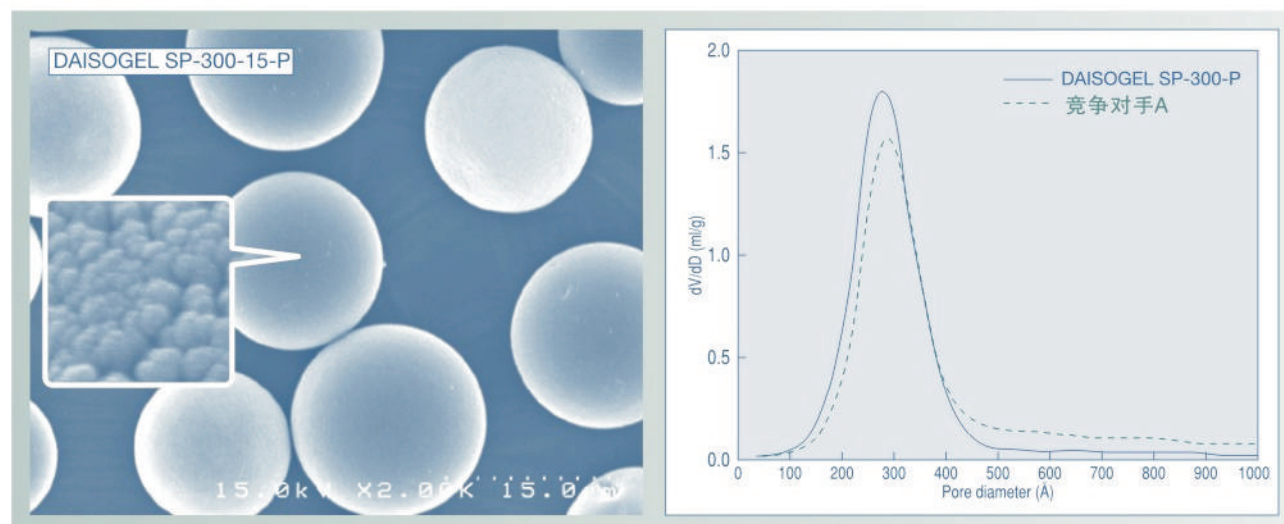 DAISOGEL SP-300-15-P
15.0kV X2.00K 15.0μm
DAISOGEL SP-300-P
竞争对手A
2.0
1.5
1.0
0.5
0.0
dV/dD (ml/g)
0 100 200 300 400 500 600 700 800 900 1000
Pore diameter (Å)